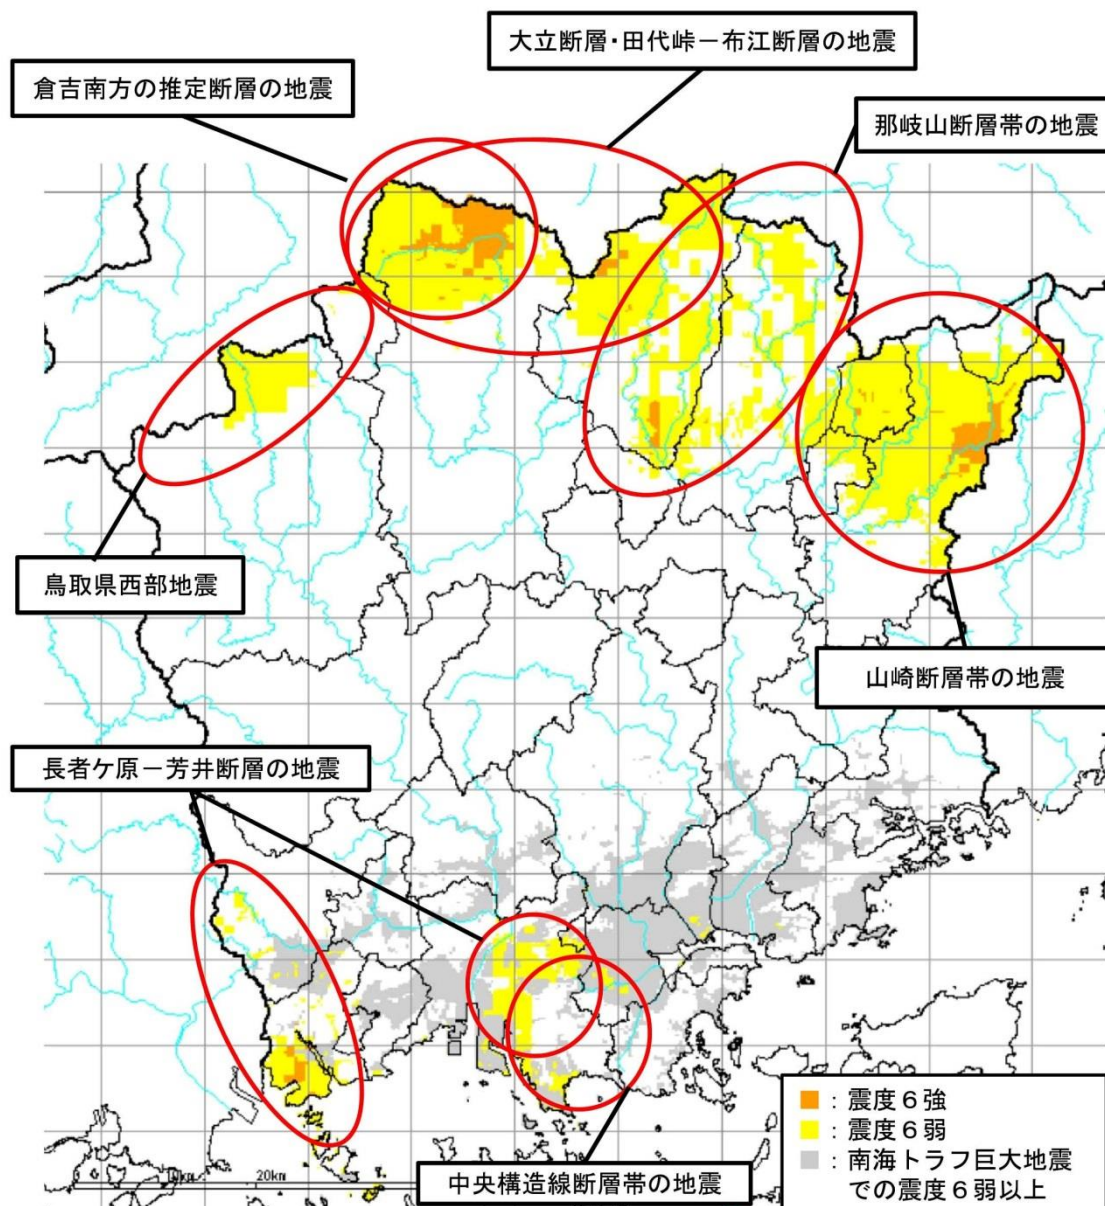 大立断層・田代峠－布江断層の地震
倉吉南方の推定断層の地震
那岐山断層帯の地震
鳥取県西部地震
山崎断層帯の地震
長者ケ原－芳井断層の地震
■：震度６強
■：震度６弱
■：南海トラフ巨大地震
での震度６弱以上
20km
中央構造線断層帯の地震